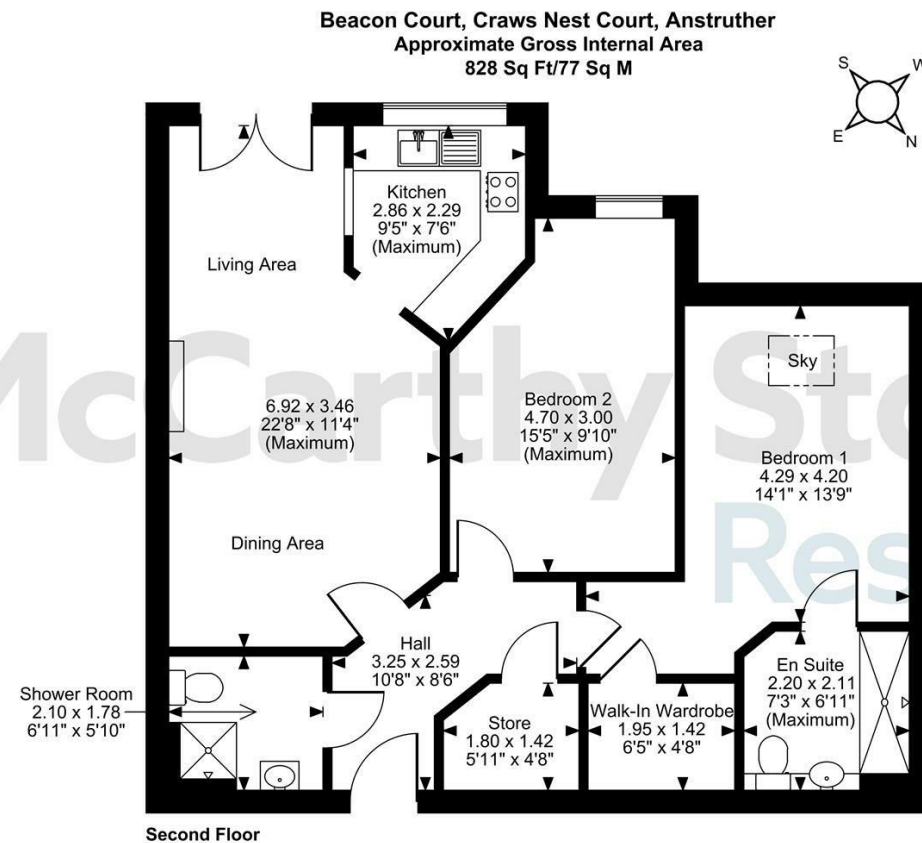 Beacon Court, Craws Nest Court, Anstruther
Approximate Gross Internal Area
828 Sq Ft/77 Sq M
S
W
E
N
Kitchen
2.86 x 2.29
9'5" x 7'6"
(Maximum)
Living Area
Sky
McCarthy Sto
6.92 x 3.46
22'8" x 11'4"
(Maximum)
Bedroom 2
4.70 x 3.00
15'5" x 9'10"
(Maximum)
Bedroom 1
4.29 x 4.20
14'1" x 13'9"
Res
Dining Area
Hall
3.25 x 2.59
10'8" x 8'6"
Shower Room
2.10 x 1.78
6'11" x 5'10"
Store
1.80 x 1.42
5'11" x 4'8"
Walk-In Wardrobe
1.95 x 1.42
6'5" x 4'8"
En Suite
2.20 x 2.11
7'3" x 6'11"
(Maximum)
Second Floor